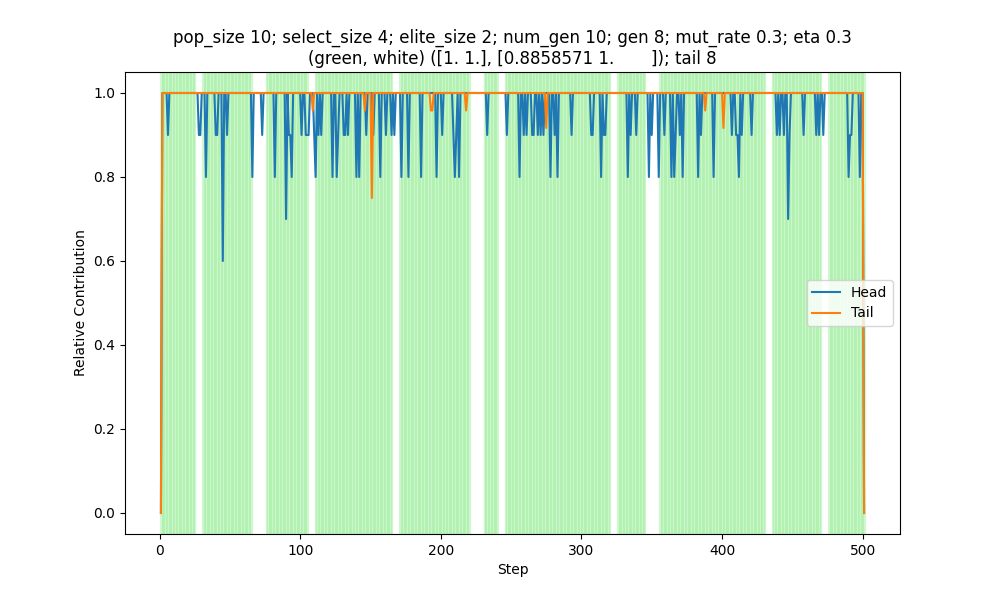 pop_size 10; select_size 4; elite_size 2; num_gen 10; gen 8; mut_rate 0.3; eta 0.3
(green, white) ([1. 1.], [0.8858571 1.        ]); tail 8
1.0
0.8
0.6
0.4
0.2
0.0
Relative Contribution
Head
Tail
0
100
200
300
400
500
Step